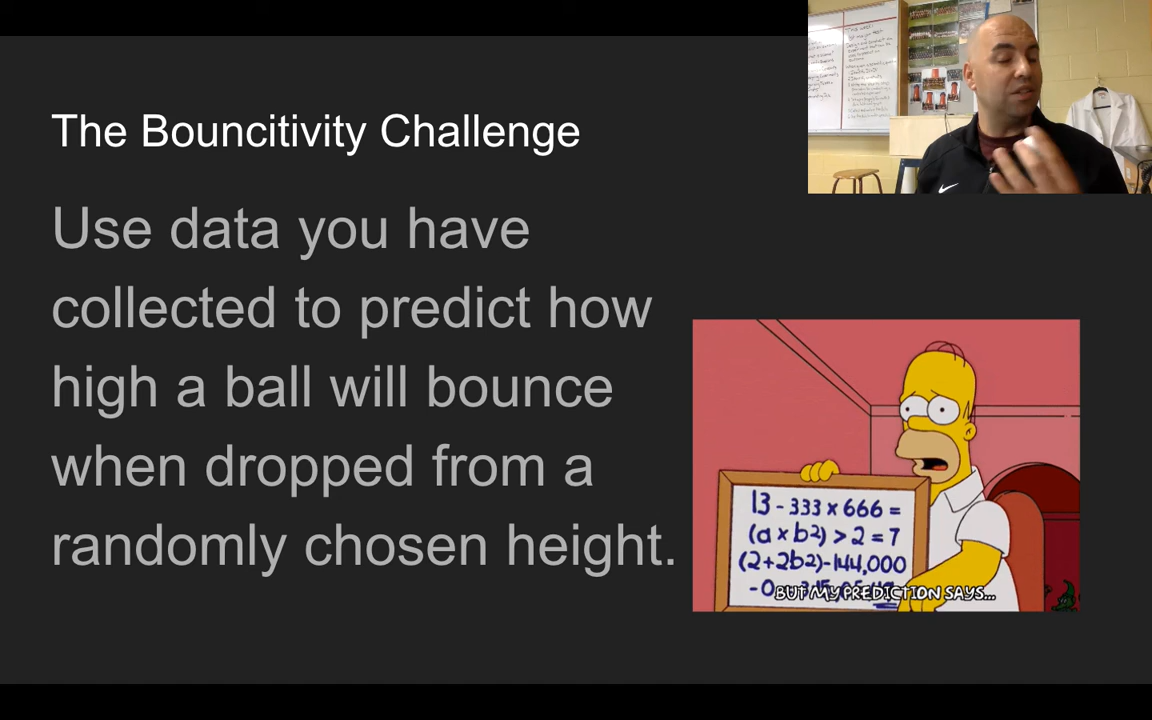 The Bouncitivity Challenge
Use data you have
collected to predict how
high a ball will bounce
when dropped from a
randomly chosen height.
13 - 333 x 666 =
(a x b2) > 2 = 7
(2+2b2)-144,000
BUT MY PREDICTION SAYS...